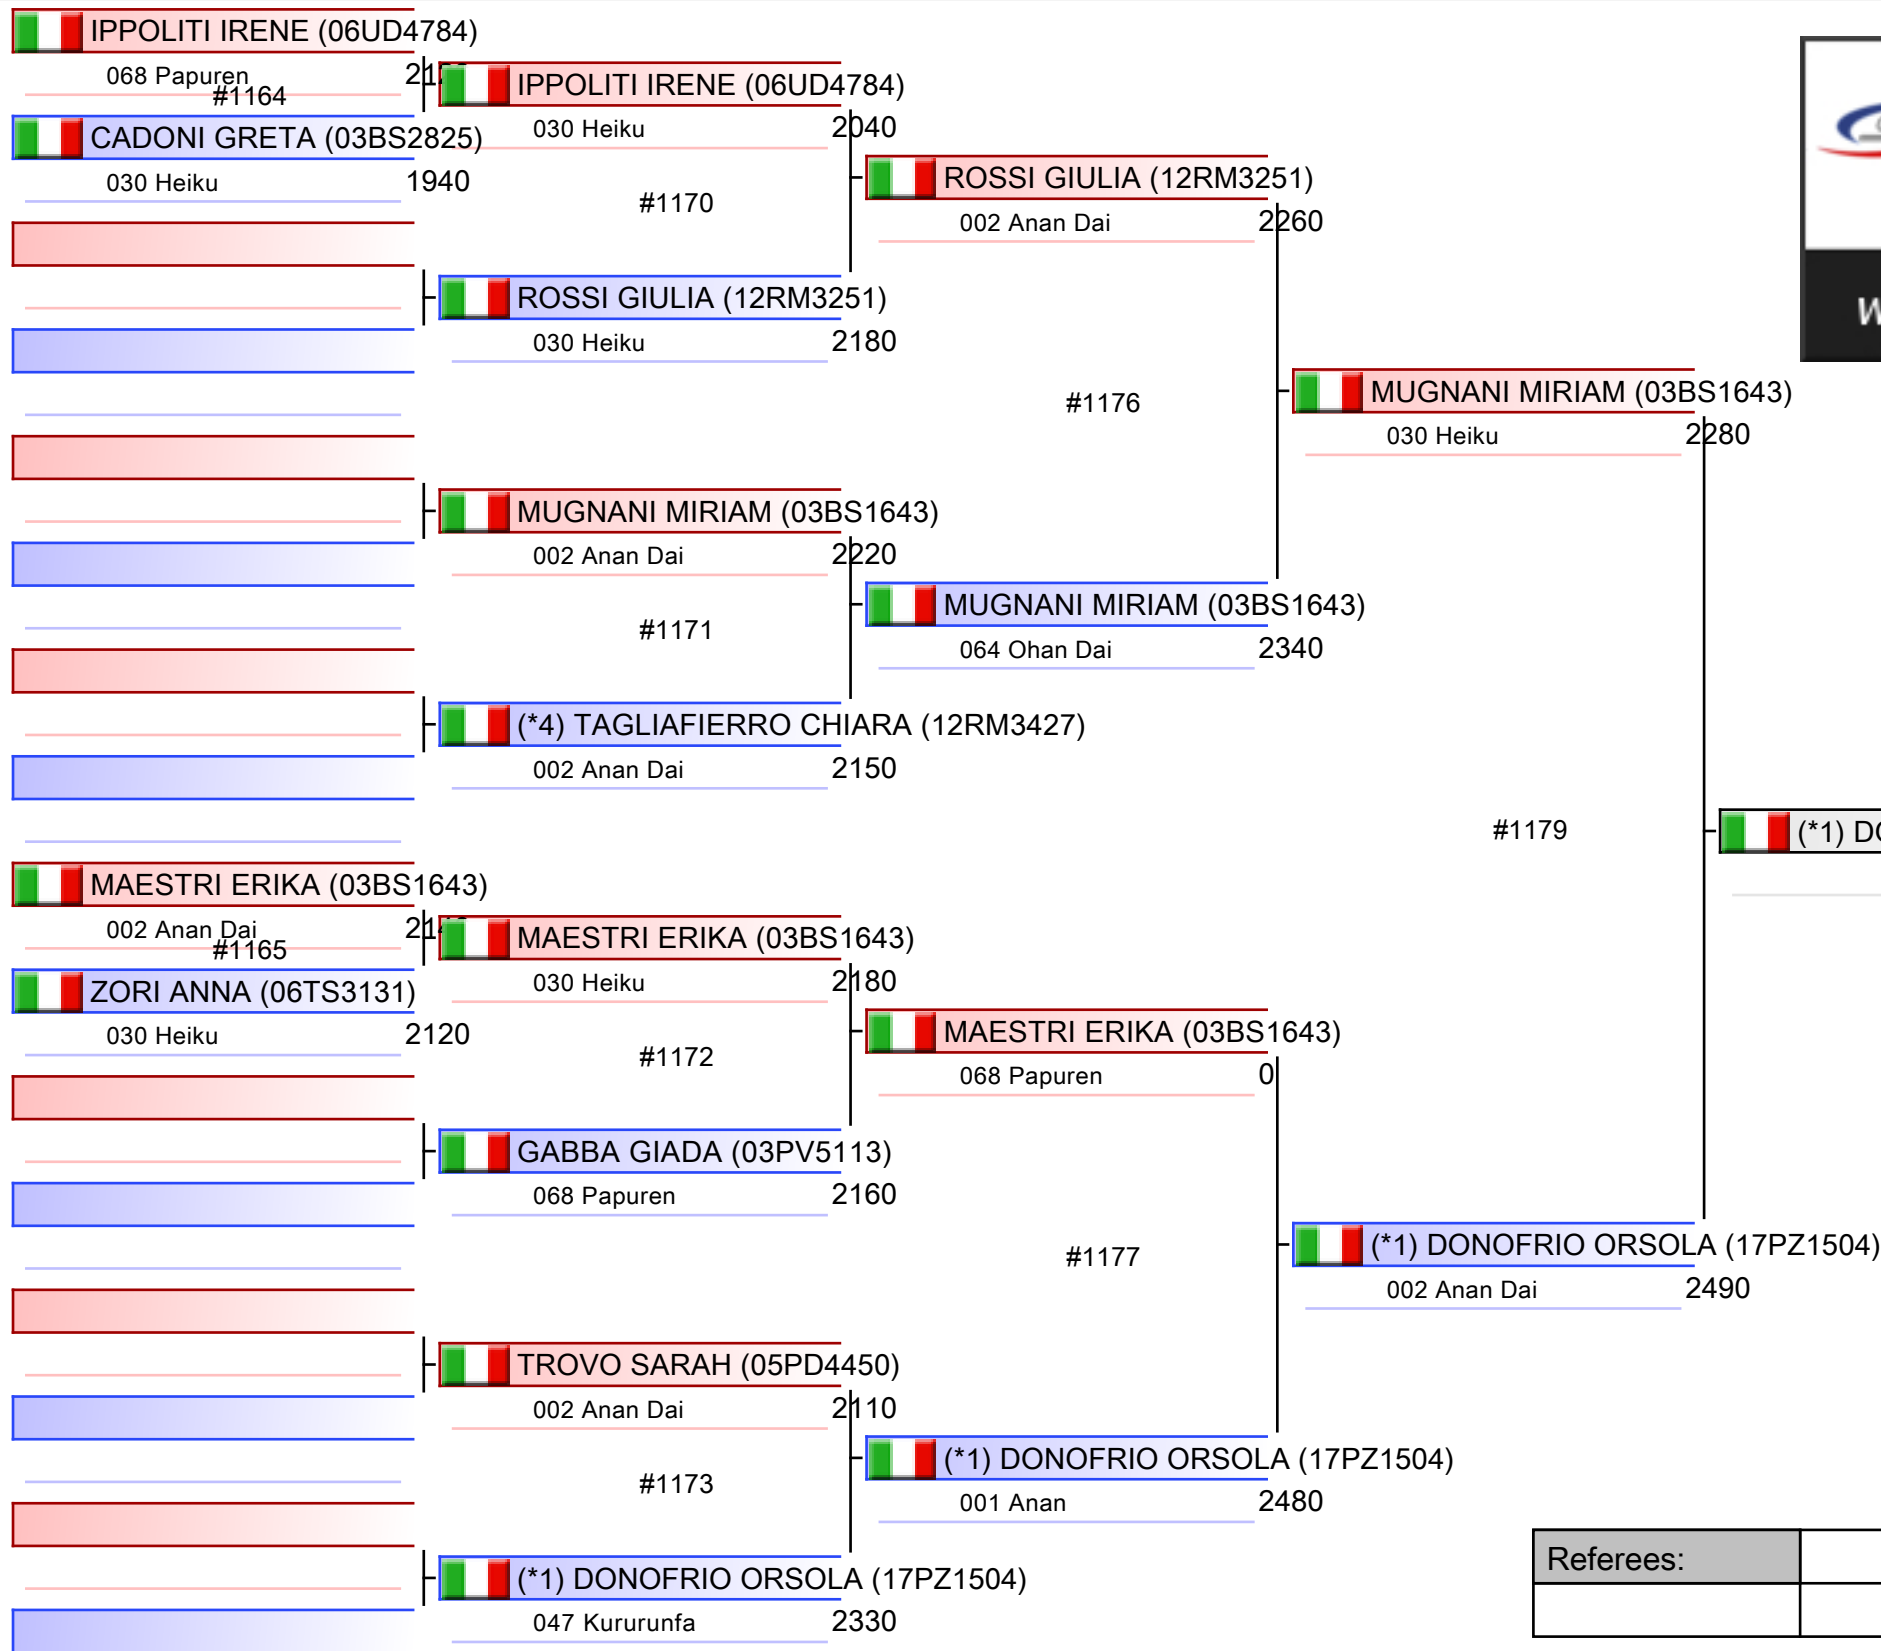 IPPOLITI IRENE (06UD4784)
068 Papuren
#1164
CADONI GRETA (03BS2825)
030 Heiku 1940
IPPOLITI IRENE (06UD4784)
030 Heiku 2040
#1170
ROSSI GIULIA (12RM3251)
030 Heiku 2180
ROSSI GIULIA (12RM3251)
002 Anan Dai 2260
#1176
MUGNANI MIRIAM (03BS1643)
002 Anan Dai 2220
#1171
(*4) TAGLIAFIERRO CHIARA (12RM3427)
002 Anan Dai 2150
MUGNANI MIRIAM (03BS1643)
064 Ohan Dai 2340
MUGNANI MIRIAM (03BS1643)
030 Heiku 2280
#1179
(*1)
MAESTRI ERIKA (03BS1643)
002 Anan Dai
#1165
ZORI ANNA (06TS3131)
030 Heiku 2120
MAESTRI ERIKA (03BS1643)
030 Heiku 2180
#1172
GABBA GIADA (03PV5113)
068 Papuren 2160
MAESTRI ERIKA (03BS1643)
068 Papuren 0
#1177
TROVO SARAH (05PD4450)
002 Anan Dai 2110
#1173
(*1) DONOFRIO ORSOLA (17PZ1504)
047 Kururunfa 2330
(*1) DONOFRIO ORSOLA (17PZ1504)
001 Anan 2480
(*1) DONOFRIO ORSOLA (17PZ1504)
002 Anan Dai 2490
Referees: